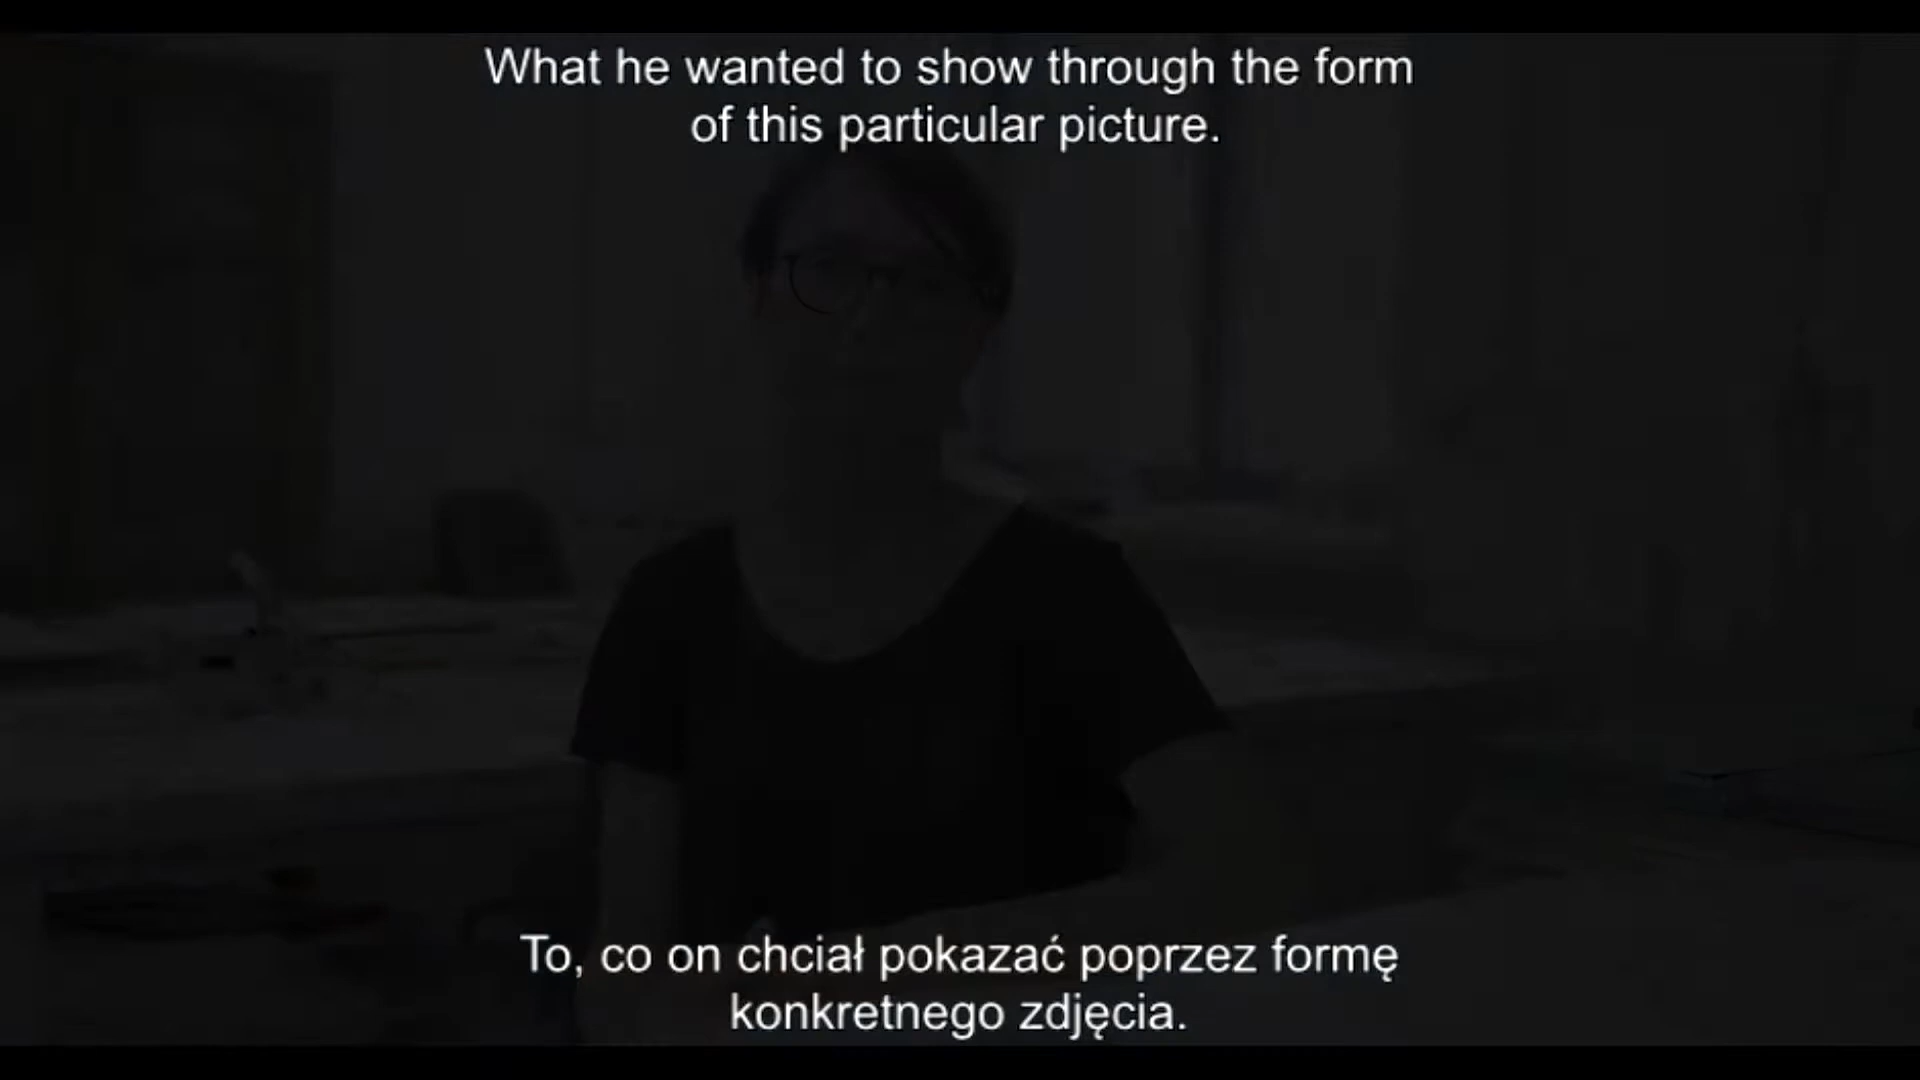 What he wanted to show through the form
of this particular picture.
To, co on chciał pokazać poprzez formę
konkretnego zdjęcia.